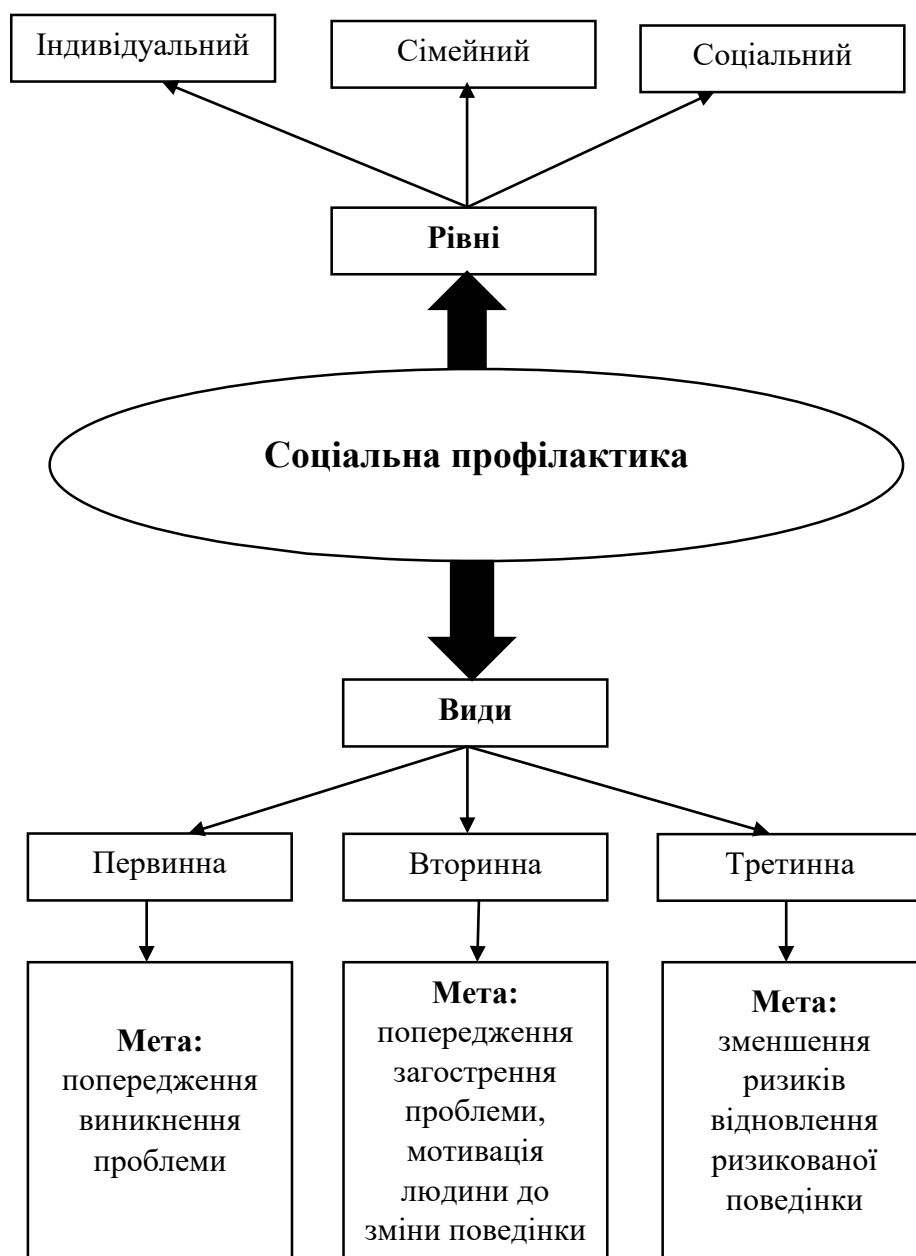 Індивідуальний
Сімейний
Соціальний
Рівні
Соціальна профілактика
Види
Первинна
Вторинна
Третинна
Мета:
попередження
виникнення
проблеми
Мета:
попередження
загострення
проблеми,
мотивація
людини до
зміни поведінки
Мета:
зменшення
ризиків
відновлення
ризикованої
поведінки